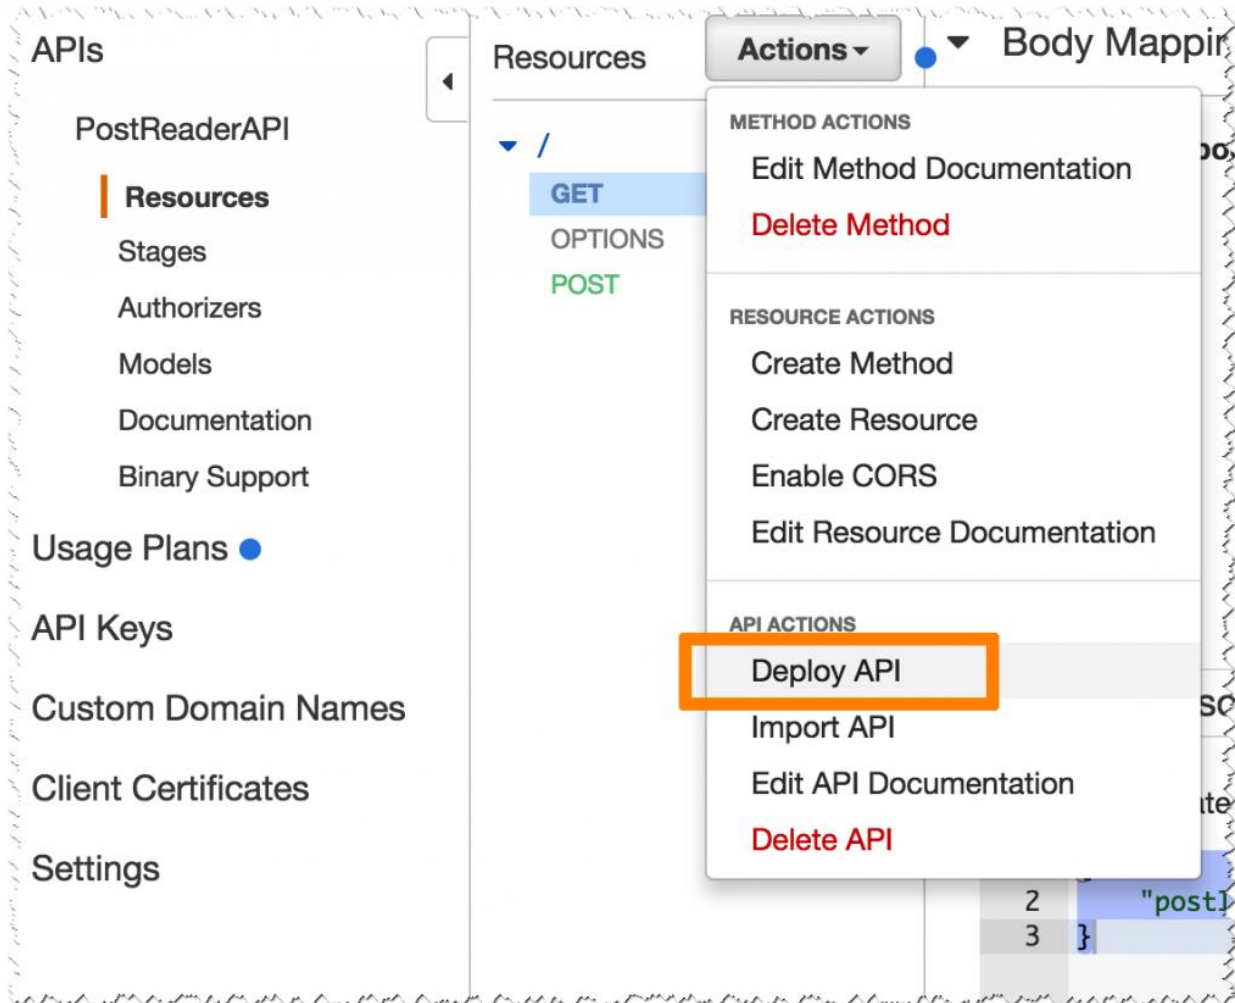 APIs
PostReaderAPI
Resources
Stages
Authorizers
Models
Documentation
Binary Support
Usage Plans
API Keys
Custom Domain Names
Client Certificates
Settings
Resources
/
GET
OPTIONS
POST
Actions
METHOD ACTIONS
Edit Method Documentation
Delete Method
RESOURCE ACTIONS
Create Method
Create Resource
Enable CORS
Edit Resource Documentation
API ACTIONS
Deploy API
Import API
Edit API Documentation
Delete API
Body
2
3 }